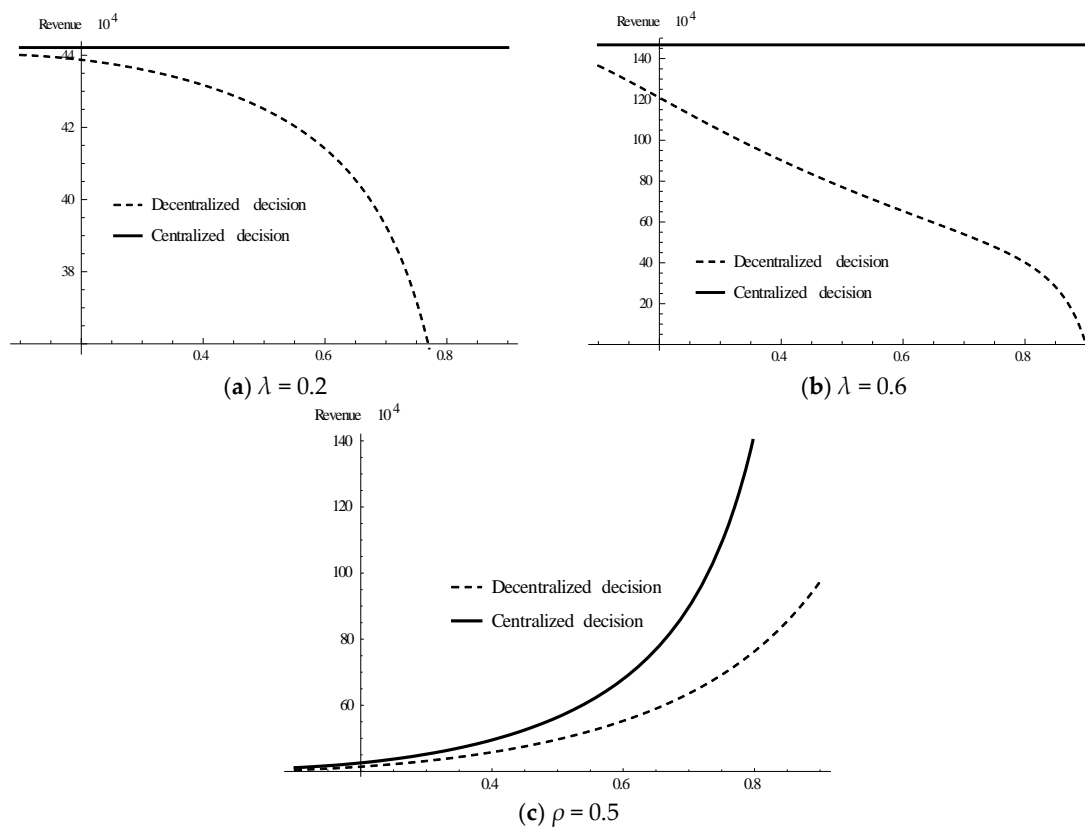 Revenue 10^4
44
42
40
38
0.4 0.6 0.8
Decentralized decision
Centralized decision
(a) λ = 0.2
Revenue 10^4
140
120
100
80
60
40
20
0.4 0.6 0.8
Decentralized decision
Centralized decision
(b) λ = 0.6
Revenue 10^4
140
120
100
80
60
0.4 0.6 0.8
Decentralized decision
Centralized decision
(c) ρ = 0.5